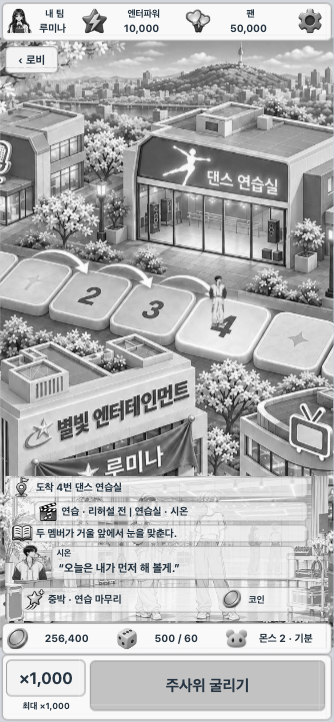 내 팀
루미나
엔터파워
10,000
팬
50,000
‹ 로비
댄스 연습실
2
3
4
별빛 엔터테인먼트
루미나
도착 4번 댄스 연습실
연습 · 리허설 전 | 연습실 · 시온
두 멤버가 거울 앞에서 눈을 맞춘다.
시온
“오늘은 내가 먼저 해 볼게.”
중박 · 연습 마무리
코인
256,400
500 / 60
몬스 2 · 기분
×1,000
최대 ×1,000
주사위 굴리기